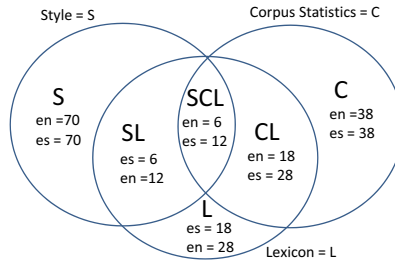 Style = S
Corpus Statistics = C
S
en =70
es = 70
SL
es = 6
en =12
SCL
en = 6
es = 12
CL
en = 18
es = 28
C
en =38
es = 38
L
es = 18
en = 28
Lexicon = L